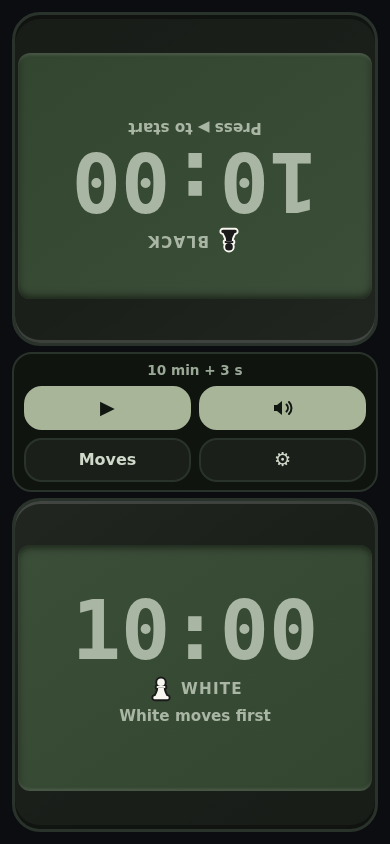 Press ▶ to start
10:00
BLACK
10 min + 3 s
▶
Moves
⚙
10:00
WHITE
White moves first